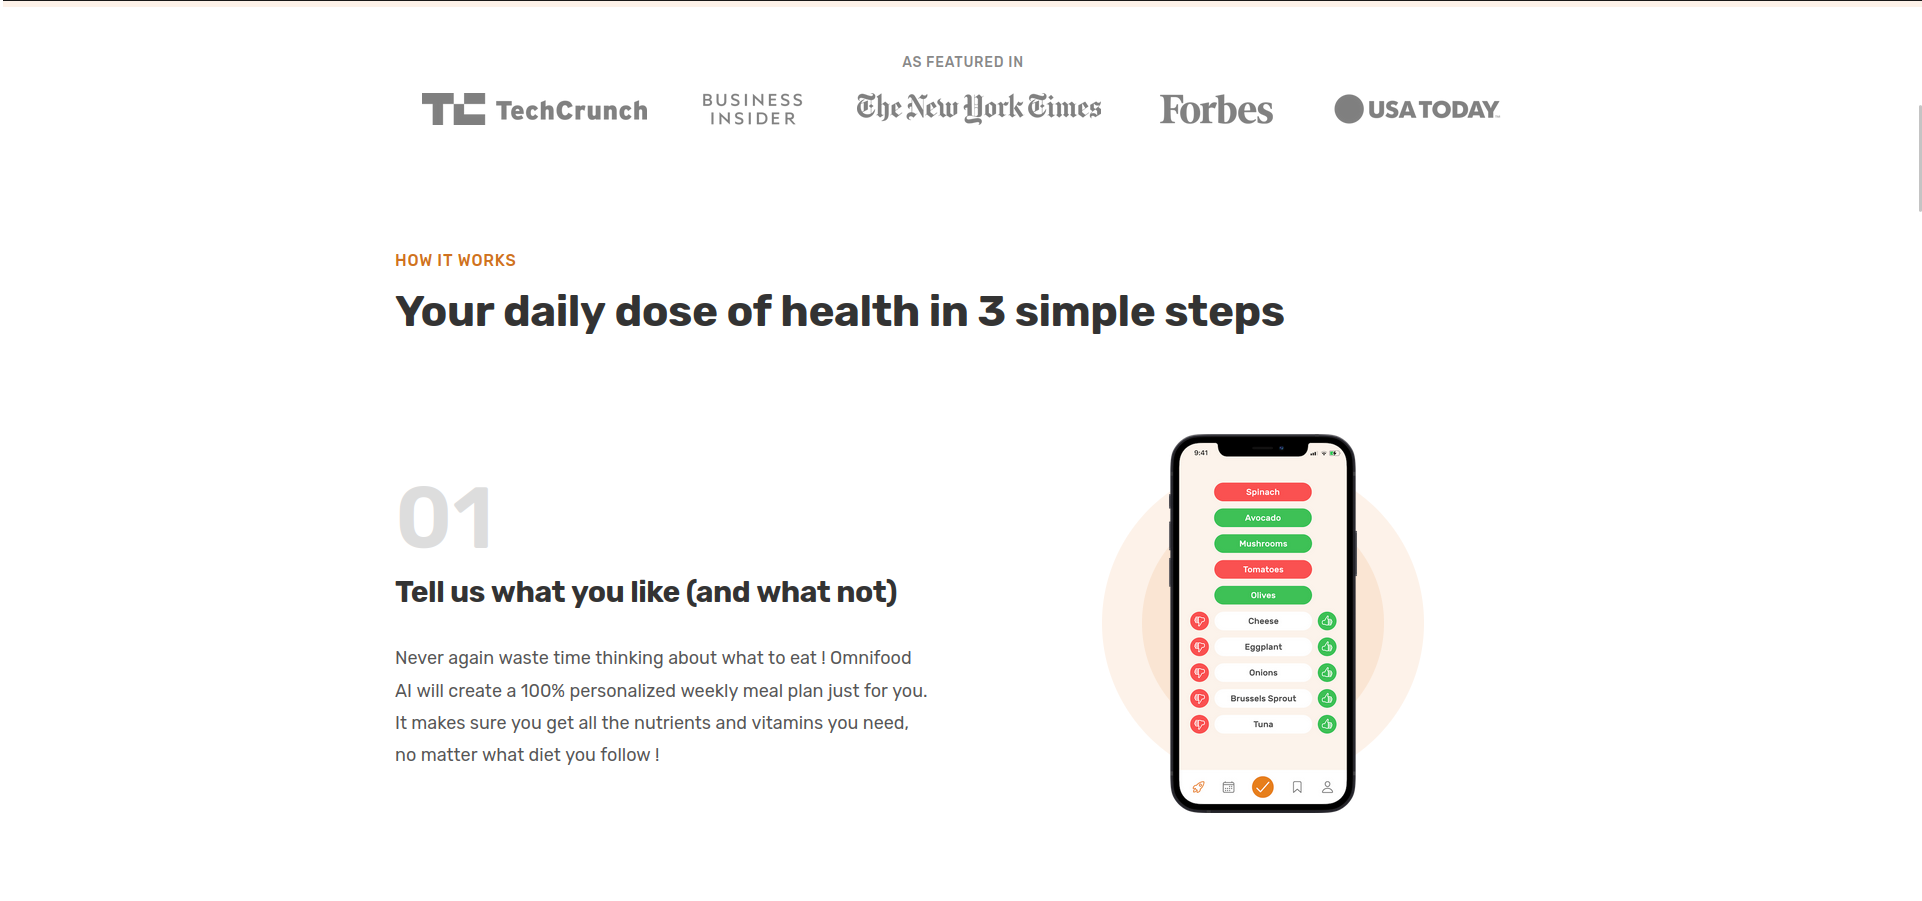 AS FEATURED IN
TechCrunch
BUSINESS
INSIDER
The New York Times
Forbes
USA TODAY
HOW IT WORKS
Your daily dose of health in 3 simple steps
01
Tell us what you like (and what not)
Never again waste time thinking about what to eat ! Omnifood
AI will create a 100% personalized weekly meal plan just for you.
It makes sure you get all the nutrients and vitamins you need,
no matter what diet you follow !
9:41
Spinach
Avocado
Mushrooms
Tomatoes
Olives
Cheese
Eggplant
Onions
Brussels Sprout
Tuna